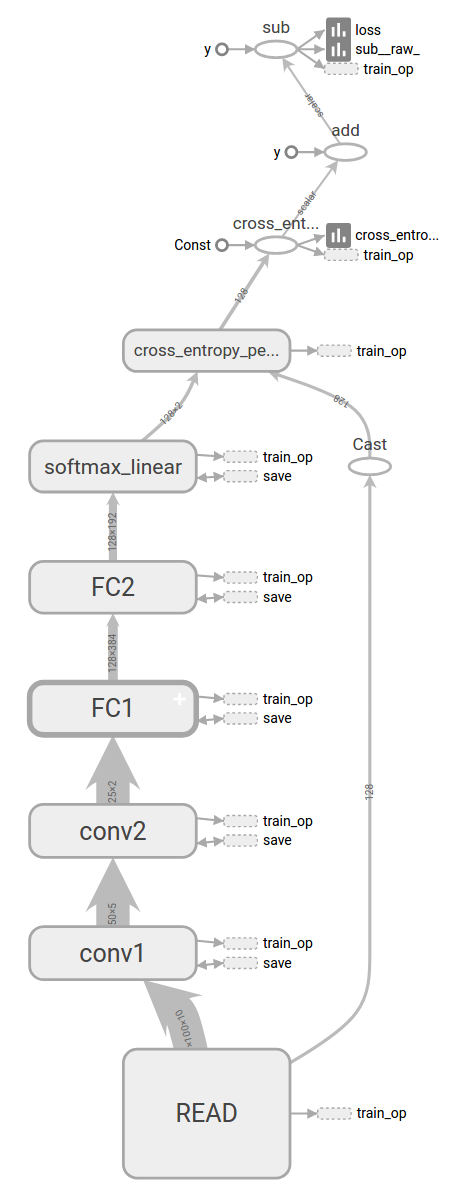 sub
loss
y
sub__raw_
train_op
scalar
add
y
scalar
cross_ent...
Const
cross_entro...
train_op
128
cross_entropy_pe...
train_op
128×2
128
Cast
softmax_linear
train_op
save
128×192
FC2
train_op
save
128×384
FC1
train_op
save
25×2
128
conv2
train_op
save
50×5
conv1
train_op
save
×100×10
READ
train_op